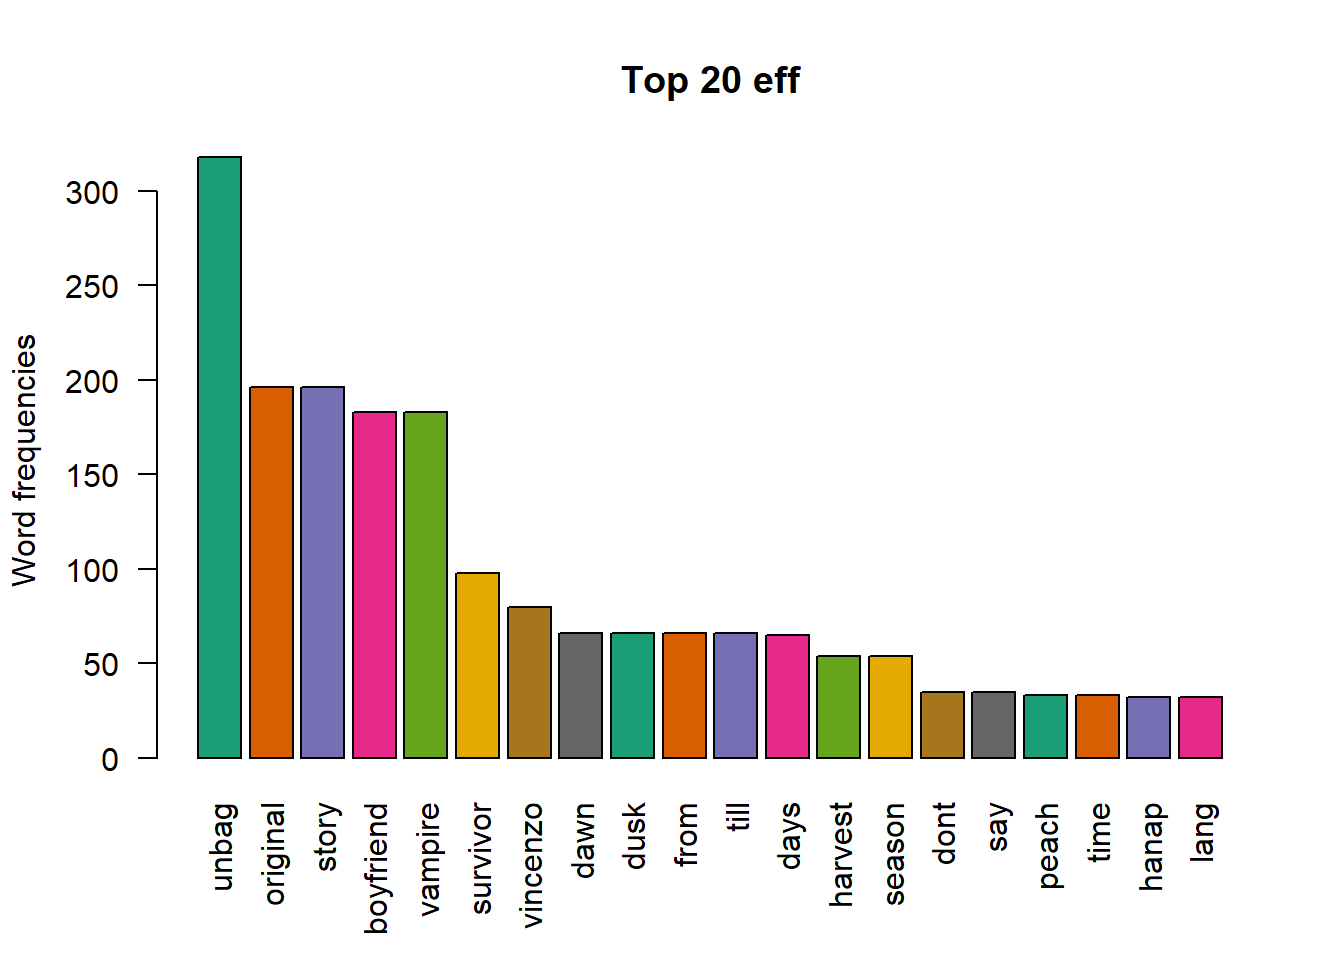 Top 20 eff
Word frequencies
300
250
200
150
100
50
0
unbag
original
story
boyfriend
vampire
survivor
vincenzo
dawn
dusk
from
till
days
harvest
season
dont
say
peach
time
hanap
lang